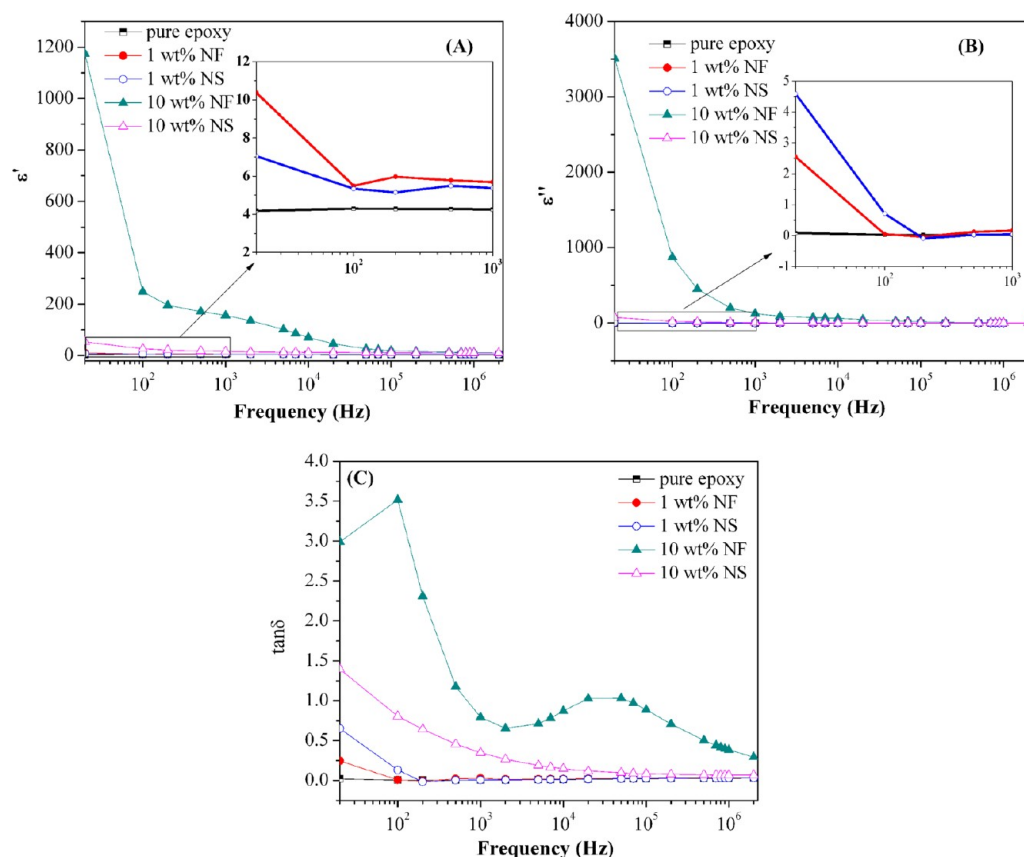 (A)
pure epoxy
1 wt% NF
1 wt% NS
10 wt% NF
10 wt% NS
1200
1000
800
600
400
200
0
ε'
12
10
8
6
4
2
10²
10³
10²
10³
10⁴
10⁵
10⁶
Frequency (Hz)
(B)
pure epoxy
1 wt% NF
1 wt% NS
10 wt% NF
10 wt% NS
4000
3000
2000
1000
0
ε''
5
4
3
2
1
0
-1
10²
10³
10²
10³
10⁴
10⁵
10⁶
Frequency (Hz)
(C)
pure epoxy
1 wt% NF
1 wt% NS
10 wt% NF
10 wt% NS
4.0
3.5
3.0
2.5
2.0
1.5
1.0
0.5
0.0
tanδ
10²
10³
10⁴
10⁵
10⁶
Frequency (Hz)